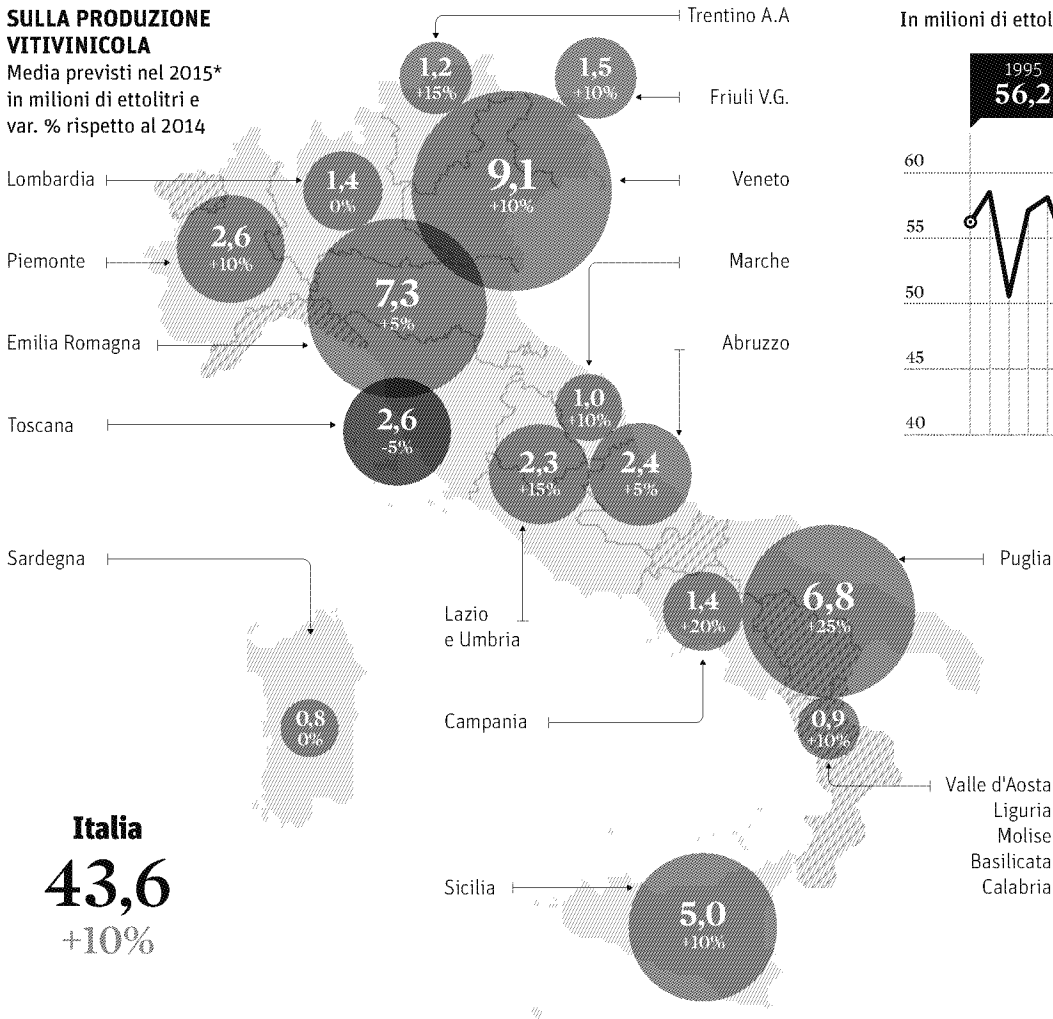 SULLA PRODUZIONE
VITIVINICOLA
Media previsti nel 2015*
in milioni di ettolitri e
var. % rispetto al 2014
Trentino A.A
1,2
+15%
1,5
+10%
Friuli V.G.
Lombardia
1,4
0%
9,1
+10%
Veneto
Piemonte
2,6
+10%
Marche
7,3
+5%
Emilia Romagna
Abruzzo
Toscana
2,6
-5%
1,0
+10%
2,3
+15%
2,4
+5%
Sardegna
0,8
0%
Lazio
e Umbria
1,4
+20%
6,8
+25%
Puglia
Campania
0,9
+10%
Valle d'Aosta
Liguria
Molise
Basilicata
Calabria
Italia
43,6
+10%
Sicilia
5,0
+10%
In milioni di ettol
1995
56,2
60
55
50
45
40